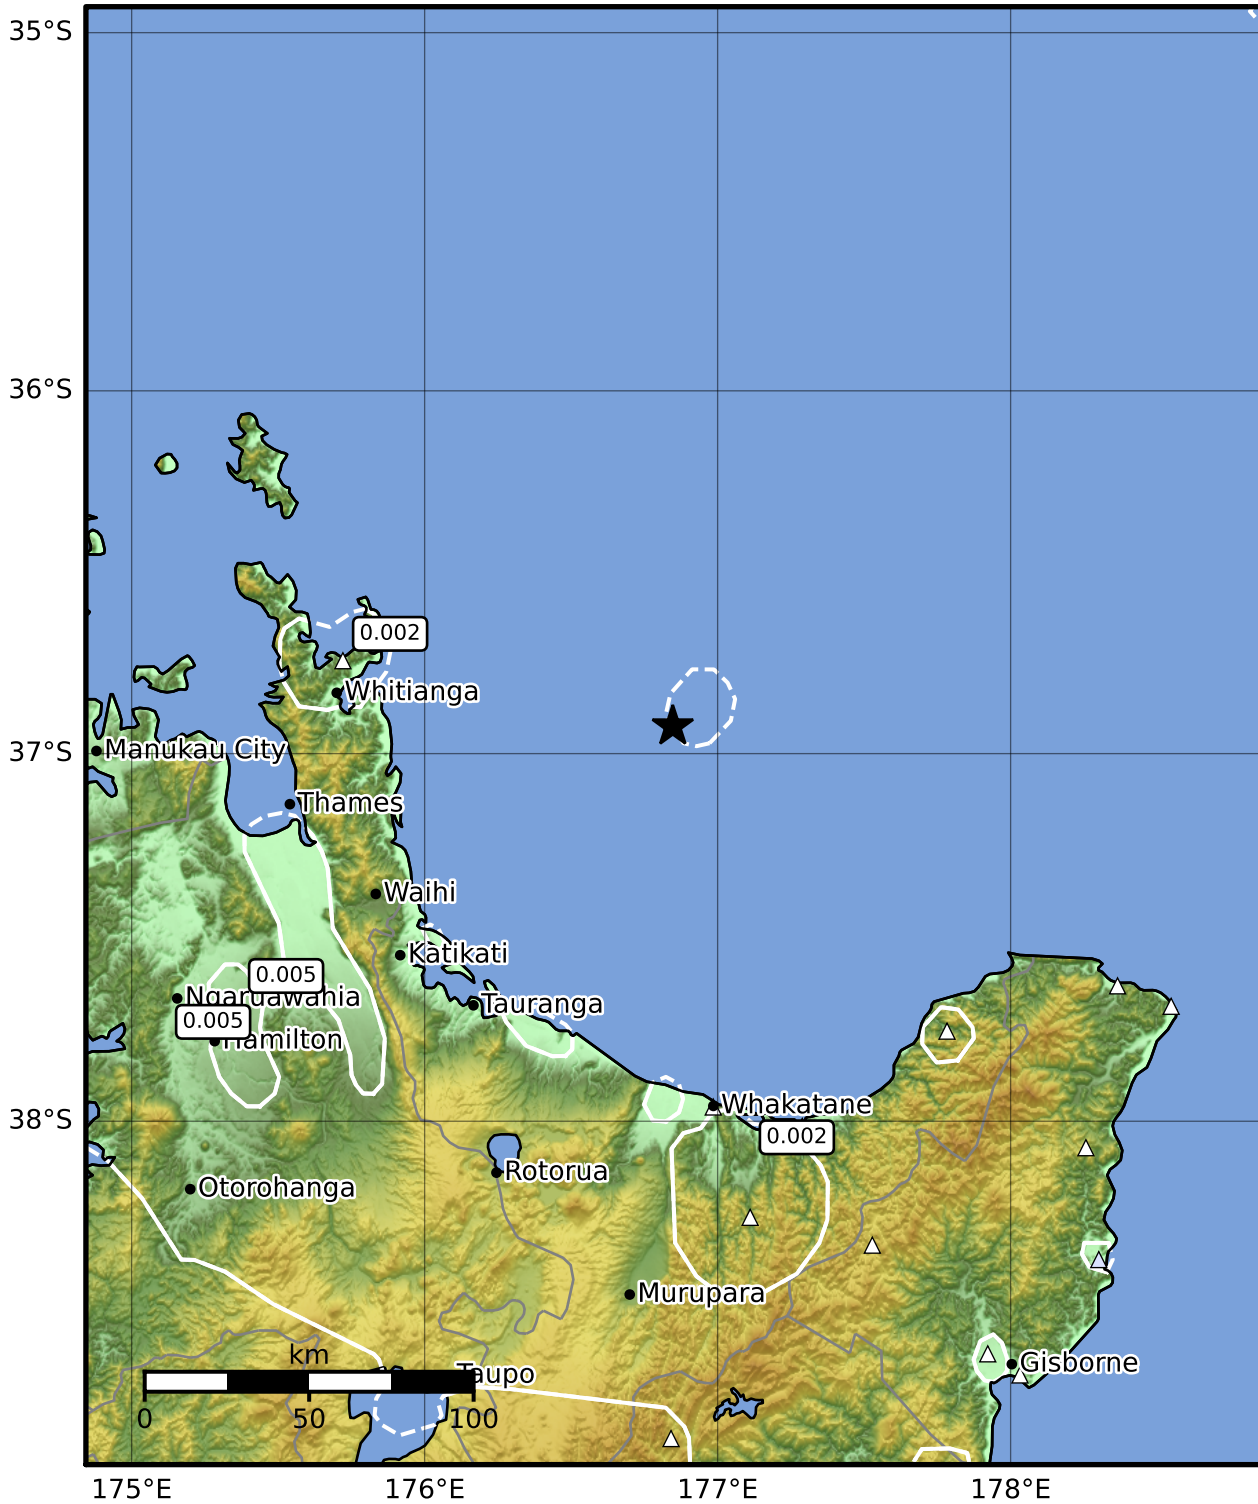 35°S
36°S
0.002
Whitianga
37°S
Manukau City
Thames
Waihi
Katikati
0.005
Ngaruawahia
Tauranga
0.005
Hamilton
Whakatane
38°S
0.002
Rotorua
Otorohanga
Murupara
km
Gisborne
Taupo
0
50
100
175°E
176°E
177°E
178°E